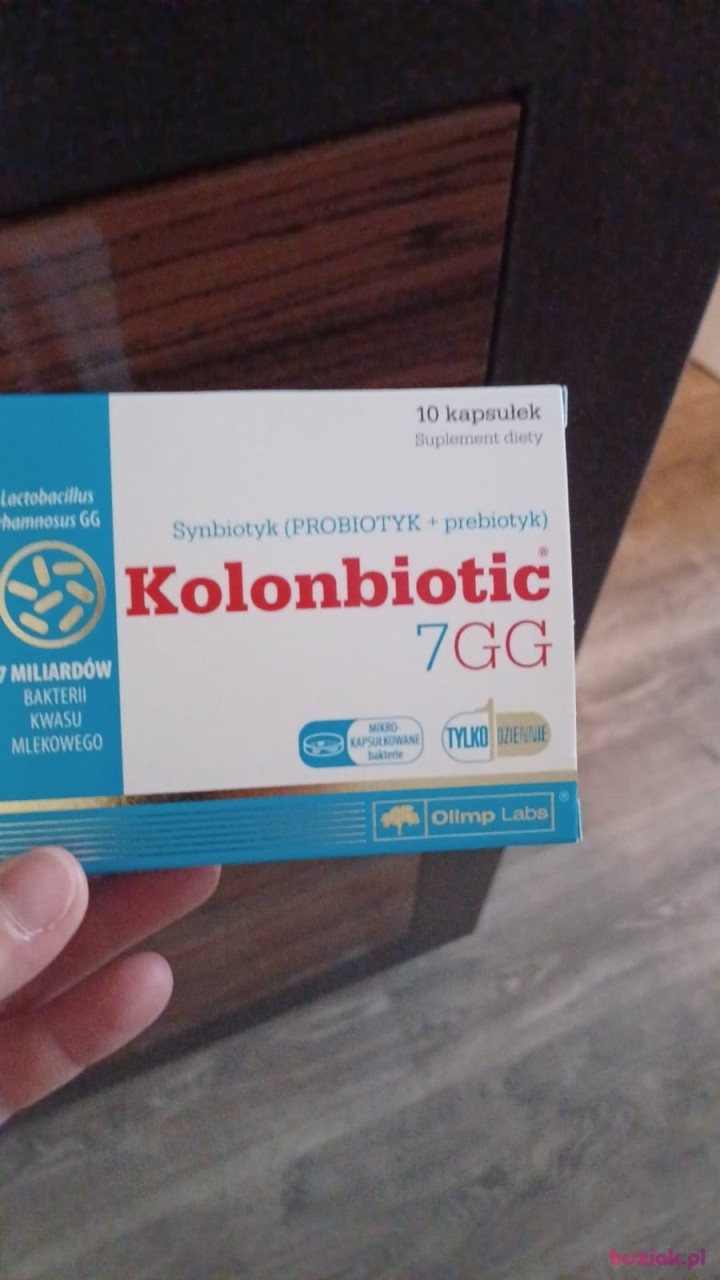 10 kapsułek
Suplement diety
Lactobacillus
rhamnosus GG
Synbiotyk (PROBIOTYK + prebiotyk)
Kolonbiotic®
7GG
7 MILIARDÓW
BAKTERII
KWASU
MLEKOWEGO
MIKRO-
KAPSUŁKOWANE
bakterie
TYLKO 1 DZIENNIE
Olimp Labs®
buziak.pl